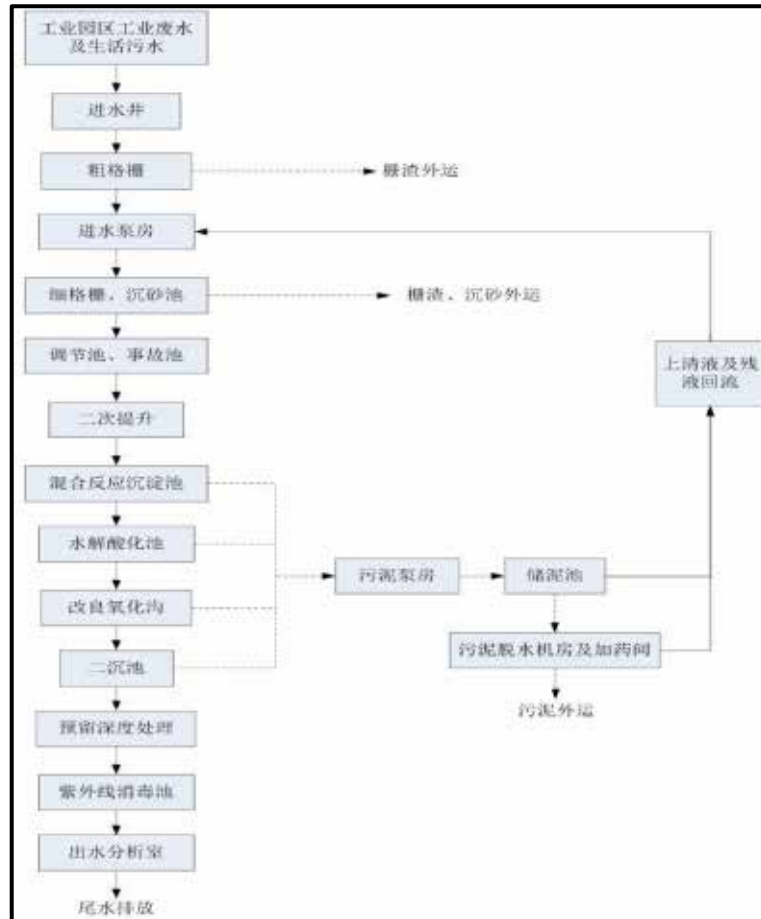 工业园区工业废水
及生活污水
进水井
粗格栅
栅渣外运
进水泵房
细格栅、沉砂池
栅渣、沉砂外运
调节池、事故池
上清液及残
液回流
二次提升
混合反应沉淀池
水解酸化池
污泥泵房
储泥池
改良氧化沟
二沉池
污泥脱水机房及加药间
污泥外运
预留深度处理
紫外线消毒池
出水分析室
尾水排放